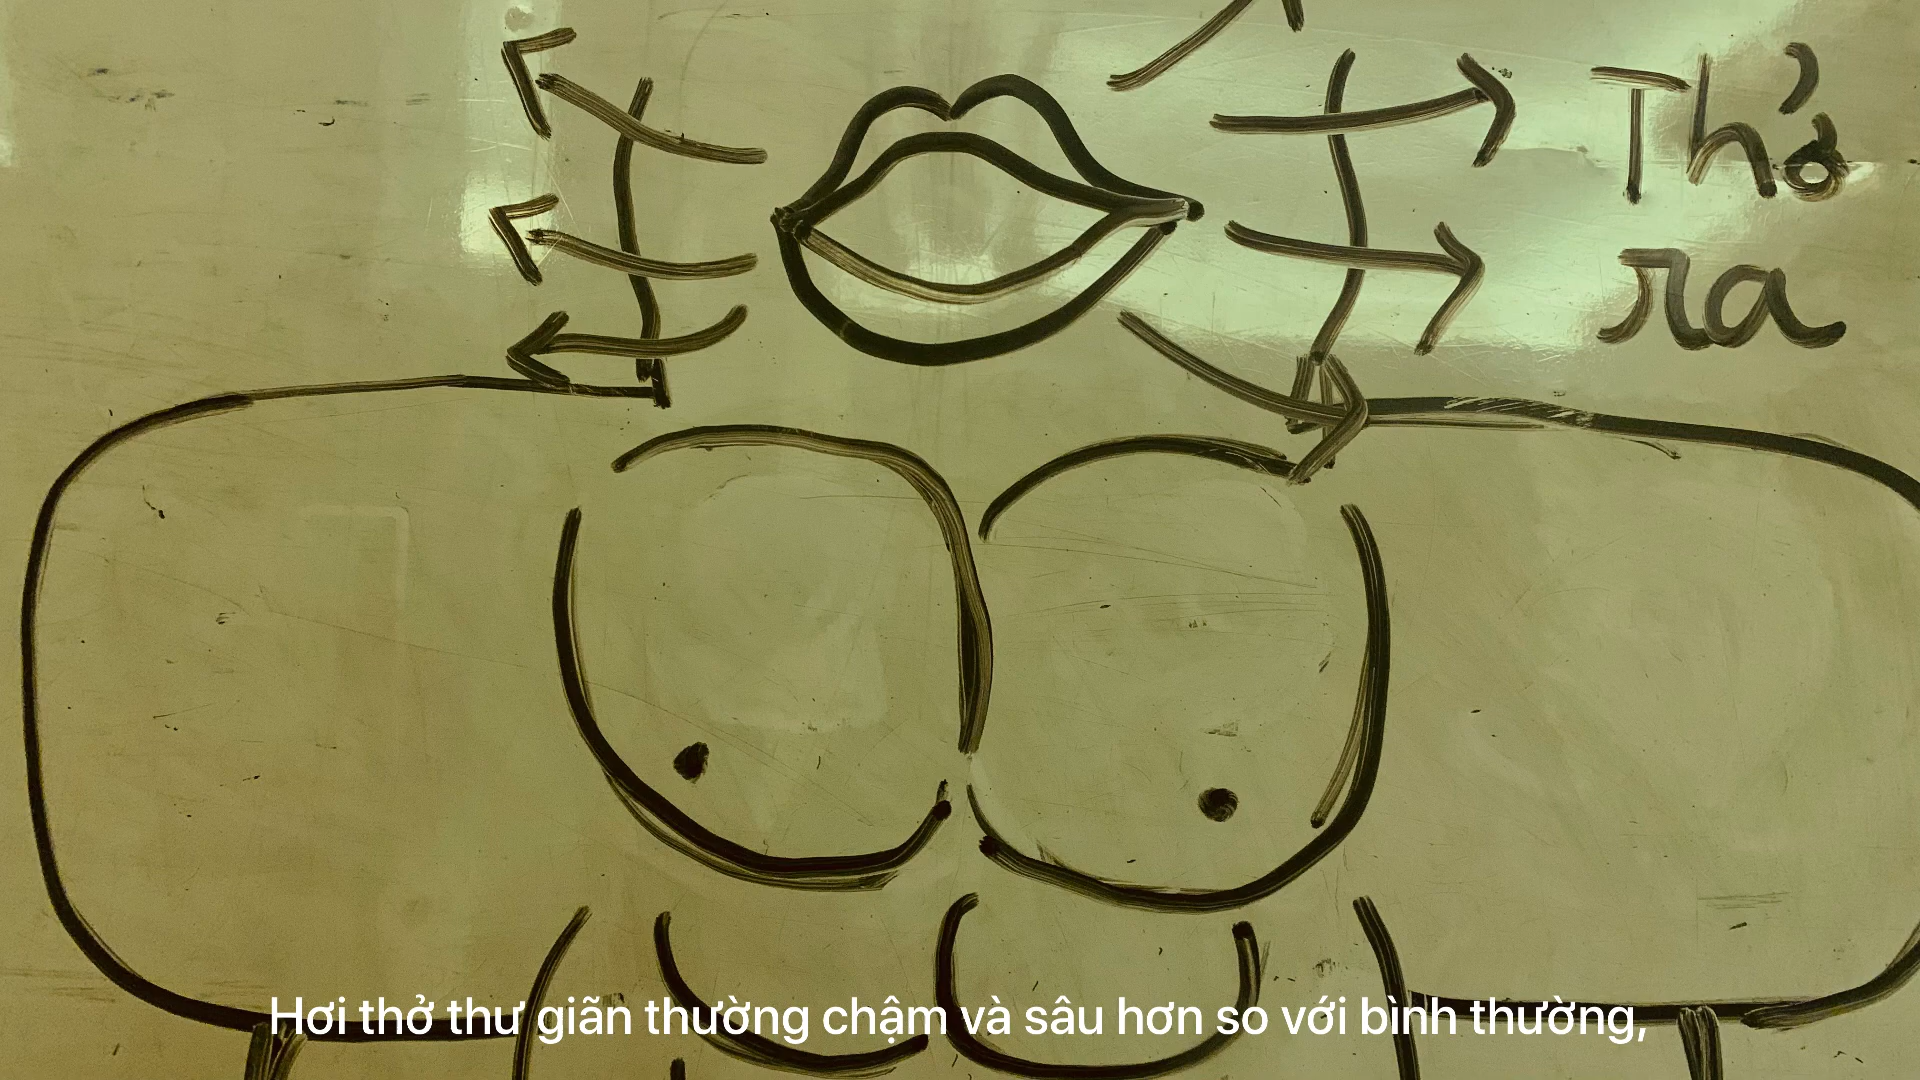 Thở
ra
Hơi thở thư giãn thường chậm và sâu hơn so với bình thường,